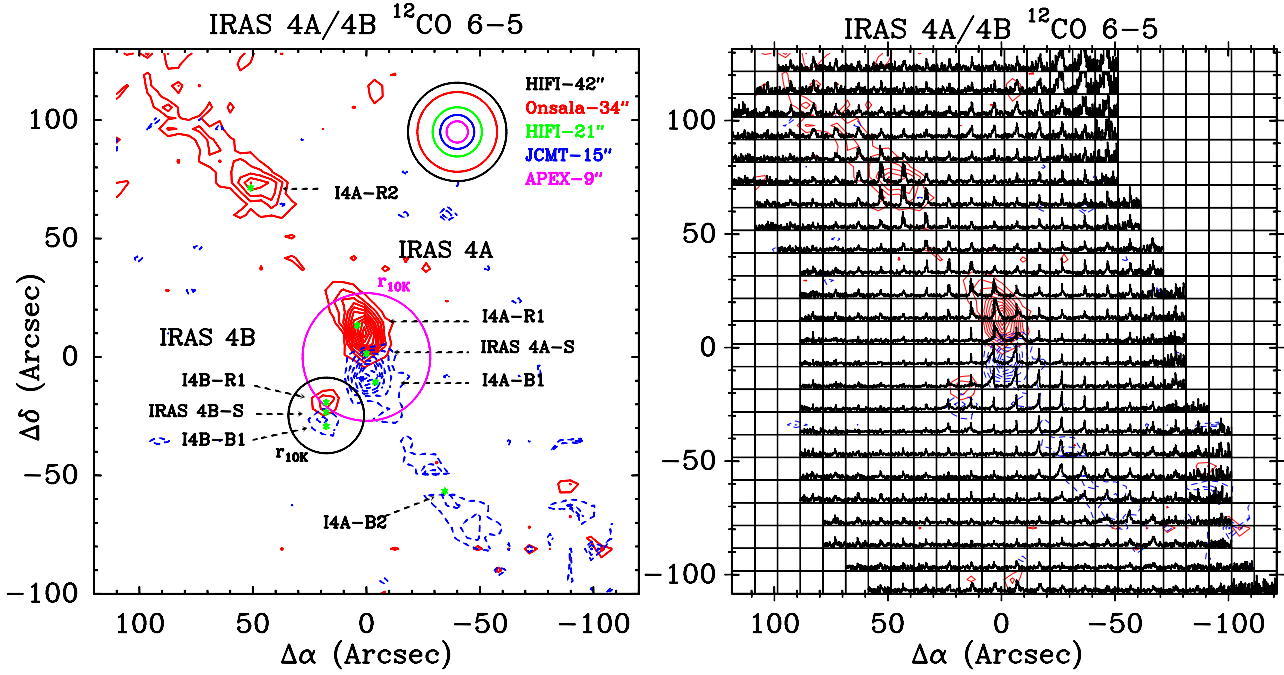 IRAS 4A/4B ¹²CO 6−5
HIFI−42″
Onsala−34″
HIFI−21″
JCMT−15″
APEX−9″
I4A−R2
IRAS 4A
r10K
I4A−R1
IRAS 4B
IRAS 4A−S
I4B−R1
I4A−B1
IRAS 4B−S
I4B−B1
r10K
I4A−B2
100
50
0
−50
−100
Δδ (Arcsec)
100 50 0 −50 −100
Δα (Arcsec)
IRAS 4A/4B ¹²CO 6−5
100
50
0
−50
−100
100 50 0 −50 −100
Δα (Arcsec)